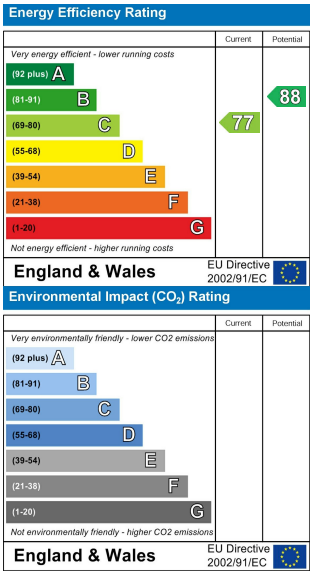 Energy Efficiency Rating
Current Potential
Very energy efficient - lower running costs
(92 plus) A
(81-91) B
(69-80) C
(55-68) D
(39-54) E
(21-38) F
(1-20) G
77
88
Not energy efficient - higher running costs
England & Wales
EU Directive
2002/91/EC
Environmental Impact (CO₂) Rating
Current Potential
Very environmentally friendly - lower CO2 emissions
(92 plus) A
(81-91) B
(69-80) C
(55-68) D
(39-54) E
(21-38) F
(1-20) G
Not environmentally friendly - higher CO2 emissions
England & Wales
EU Directive
2002/91/EC